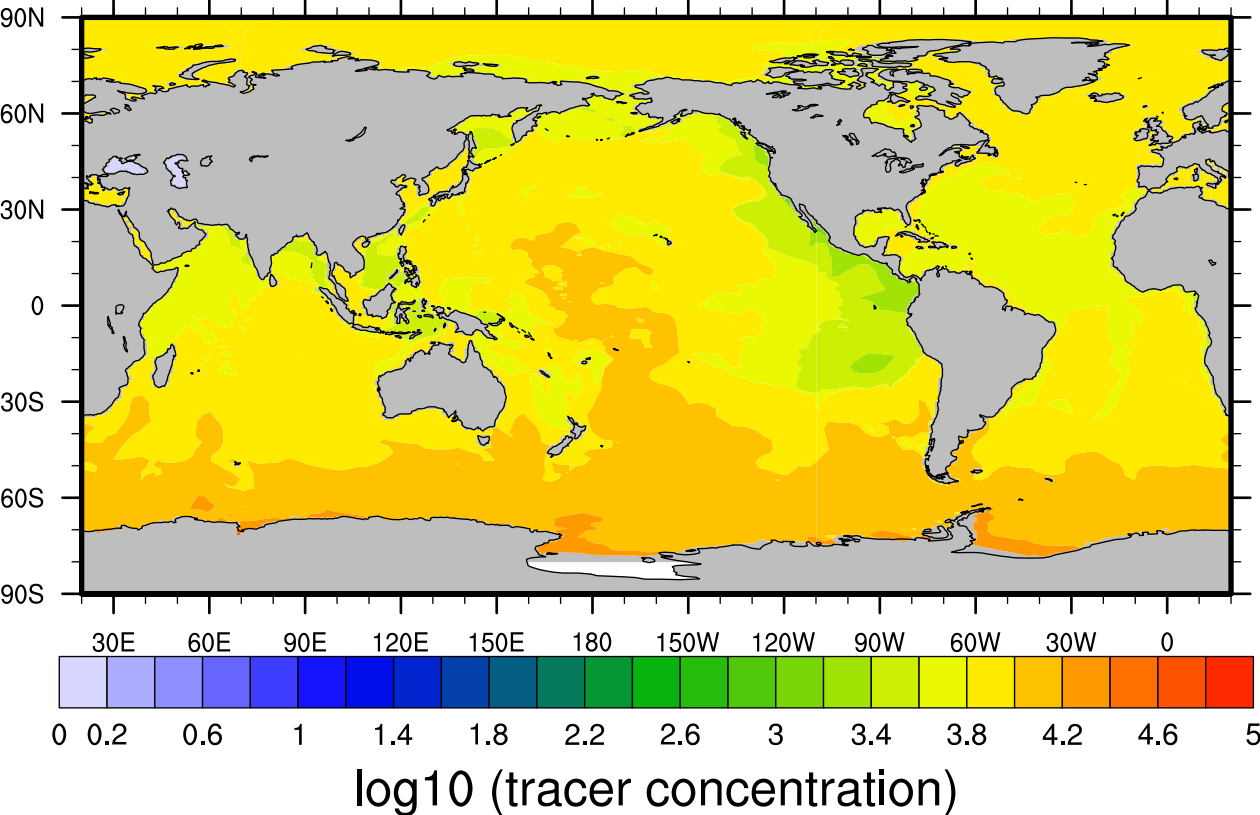 90N
60N
30N
0
30S
60S
90S
30E 60E 90E 120E 150E 180 150W 120W 90W 60W 30W 0
0 0.2 0.6 1 1.4 1.8 2.2 2.6 3 3.4 3.8 4.2 4.6 5
log10 (tracer concentration)